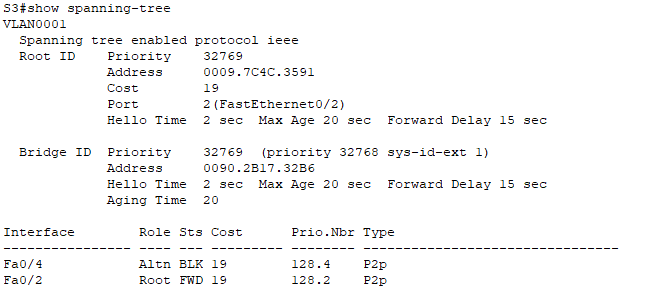 S3#show spanning-tree
VLAN0001
  Spanning tree enabled protocol ieee
  Root ID    Priority    32769
             Address     0009.7C4C.3591
             Cost        19
             Port        2(FastEthernet0/2)
             Hello Time  2 sec  Max Age 20 sec  Forward Delay 15 sec

  Bridge ID  Priority    32769  (priority 32768 sys-id-ext 1)
             Address     0090.2B17.32B6
             Hello Time  2 sec  Max Age 20 sec  Forward Delay 15 sec
             Aging Time  20

Interface        Role Sts Cost      Prio.Nbr Type
---------------- ---- --- --------- -------- --------------------------------
Fa0/4            Altn BLK 19        128.4    P2p
Fa0/2            Root FWD 19        128.2    P2p